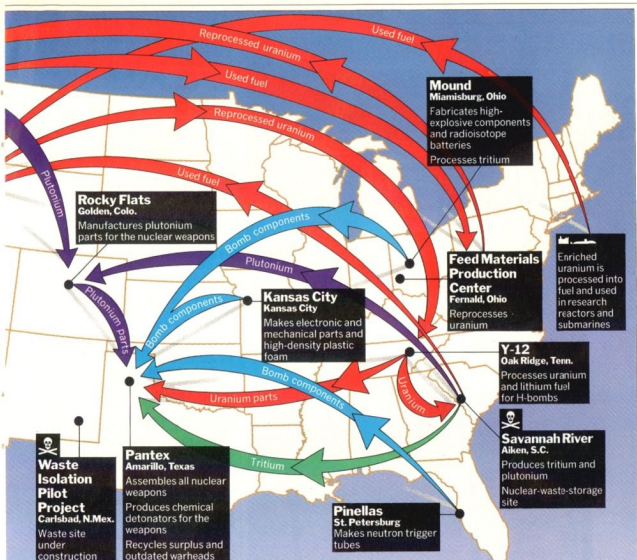 Used fuel
Reprocessed uranium
Used fuel
Reprocessed uranium
Used fuel
Plutonium
Mound
Miamisburg, Ohio
Fabricates high-
explosive components
and radioisotope
batteries
Processes tritium
Rocky Flats
Golden, Colo.
Manufactures plutonium
parts for the nuclear weapons
Bomb components
Plutonium
Plutonium parts
Bomb components
Kansas City
Kansas City
Makes electronic and
mechanical parts and
high-density plastic
foam
Feed Materials
Production
Center
Fernald, Ohio
Reprocesses
uranium
Enriched
uranium is
processed into
fuel and used
in research
reactors and
submarines
Y-12
Oak Ridge, Tenn.
Processes uranium
and lithium fuel
for H-bombs
Bomb components
Uranium parts
Uranium
Tritium
Savannah River
Aiken, S.C.
Produces tritium and
plutonium
Nuclear-waste-storage
site
Waste
Isolation
Pilot
Project
Carlsbad, N.Mex.
Waste site
under
construction
Pantex
Amarillo, Texas
Assembles all nuclear
weapons
Produces chemical
detonators for the
weapons
Recycles surplus and
outdated warheads
Pinellas
St. Petersburg
Makes neutron trigger
tubes